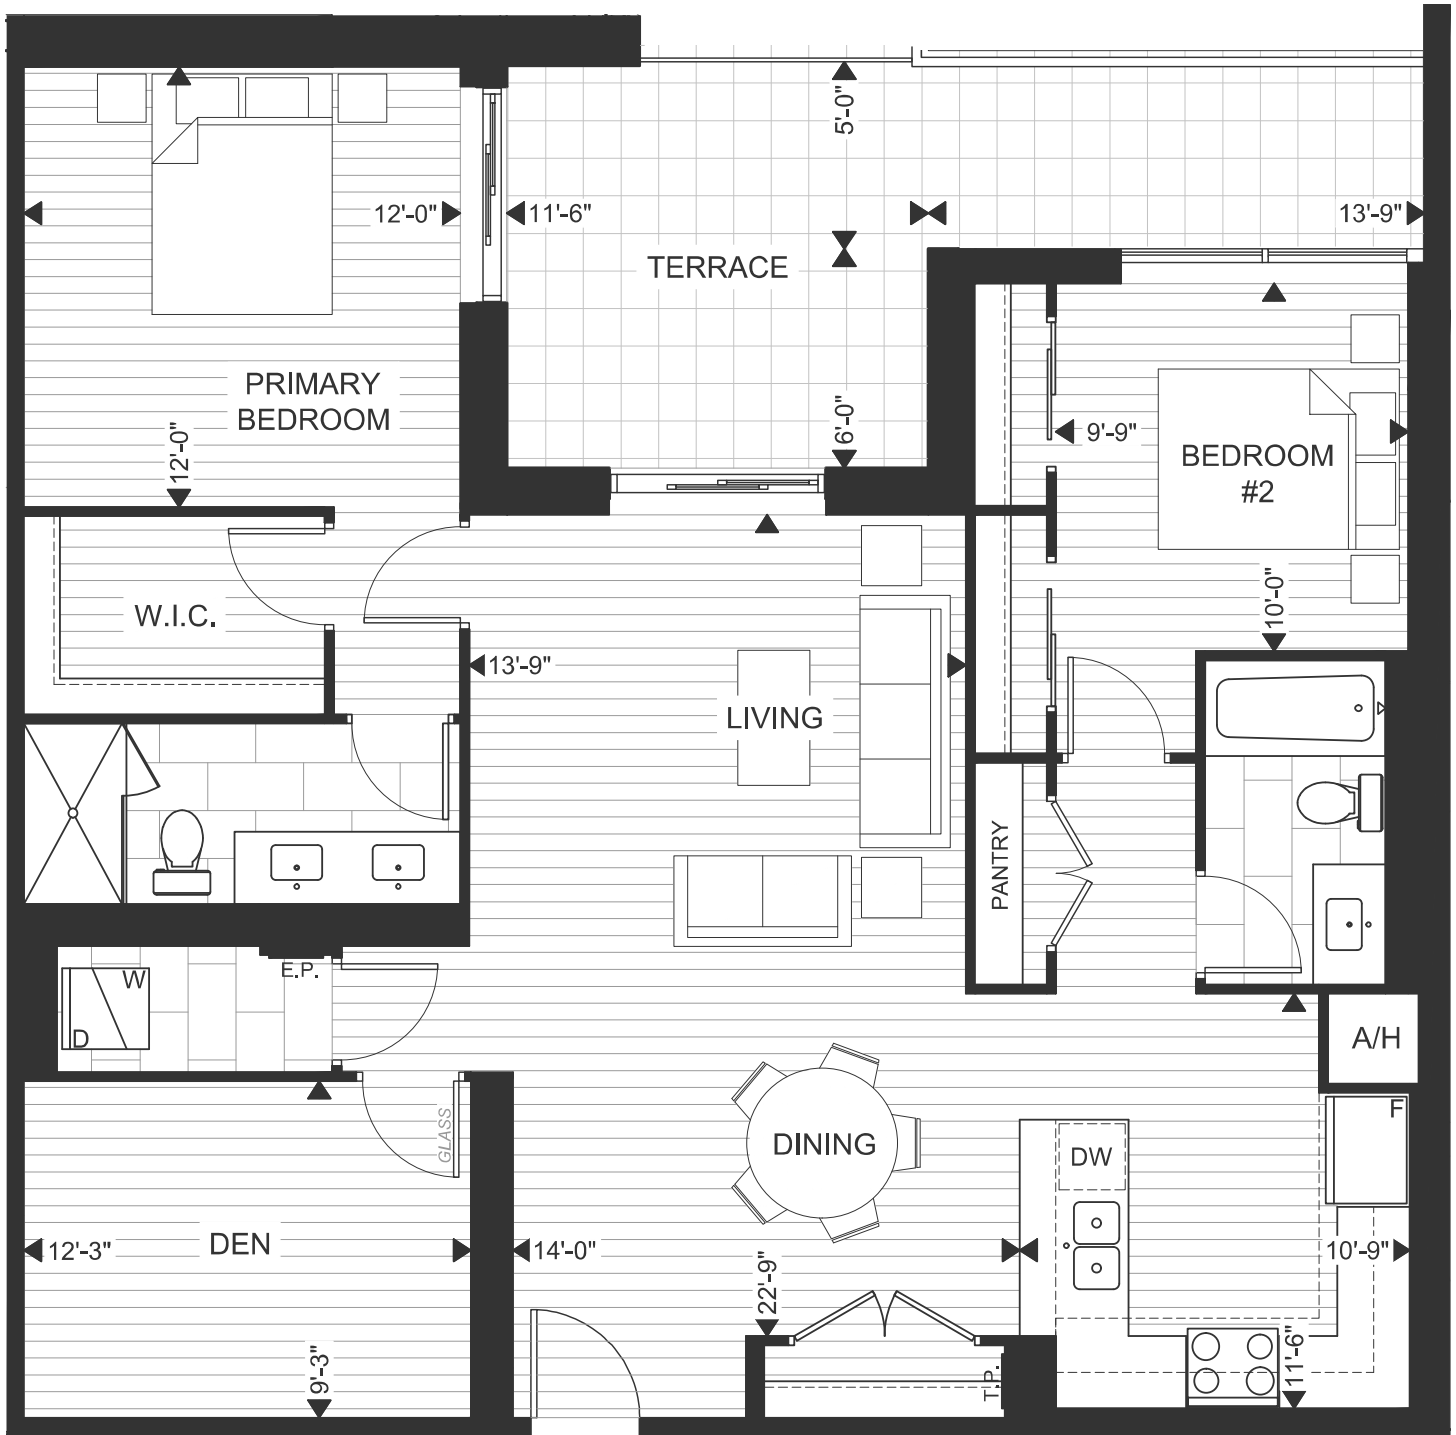 5'-0"
12'-0"
11'-6"
13'-9"
TERRACE
PRIMARY
BEDROOM
12'-0"
6'-0"
9'-9"
BEDROOM
#2
10'-0"
W.I.C.
13'-9"
LIVING
PANTRY
E.P.
W
D
A/H
GLASS
DINING
F
DW
DEN
12'-3"
14'-0"
22'-9"
10'-9"
9'-3"
T.P.
11'-6"